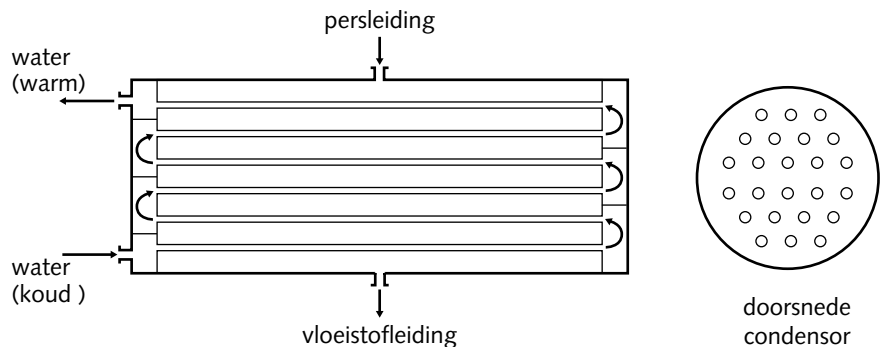 persleiding
water
(warm)
water
(koud )
vloeistofleiding
doorsnede
condensor